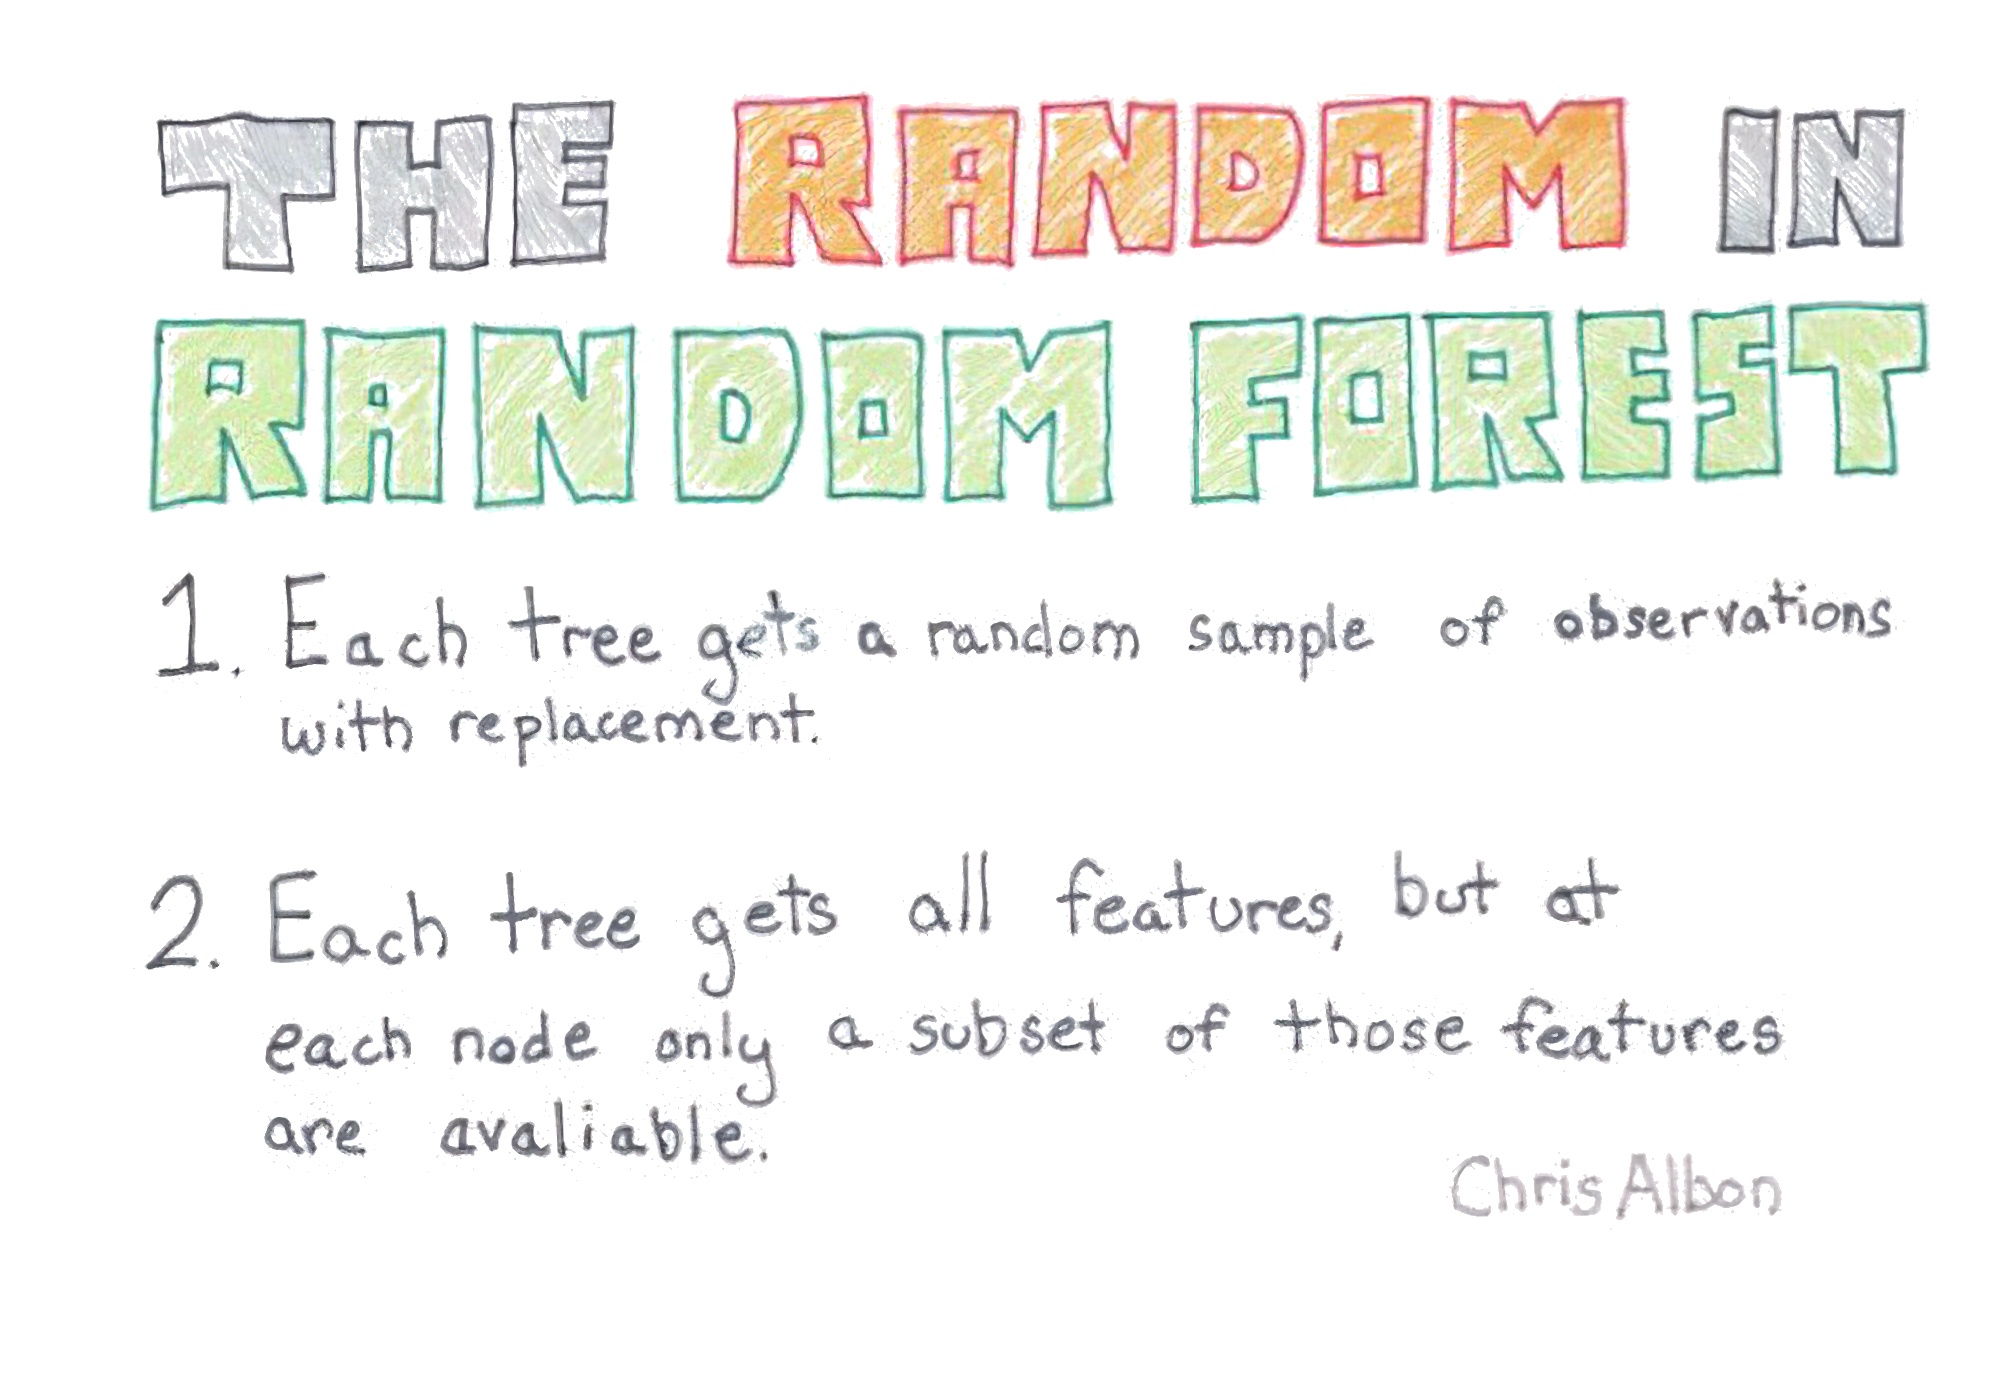 THE RANDOM IN
RANDOM FOREST
1. Each tree gets a random sample of observations
with replacement.
2. Each tree gets all features, but at
each node only a subset of those features
are avaliable.
Chris Albon